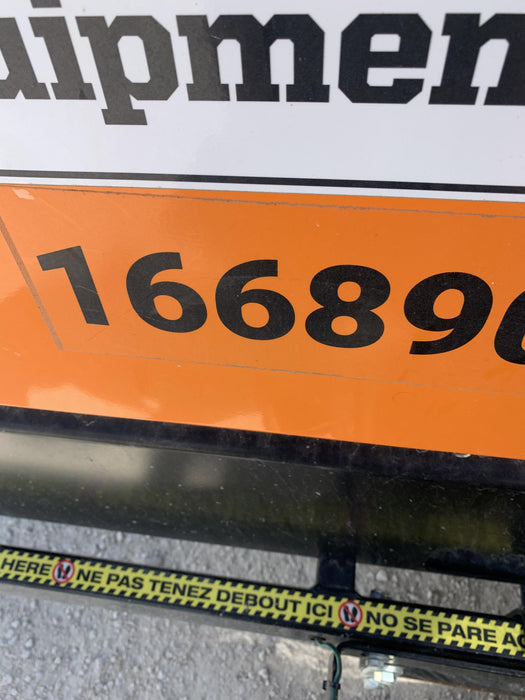 uipmen
16689
HERE NE PAS TENEZ DEBOUT ICI NO SE PARE A